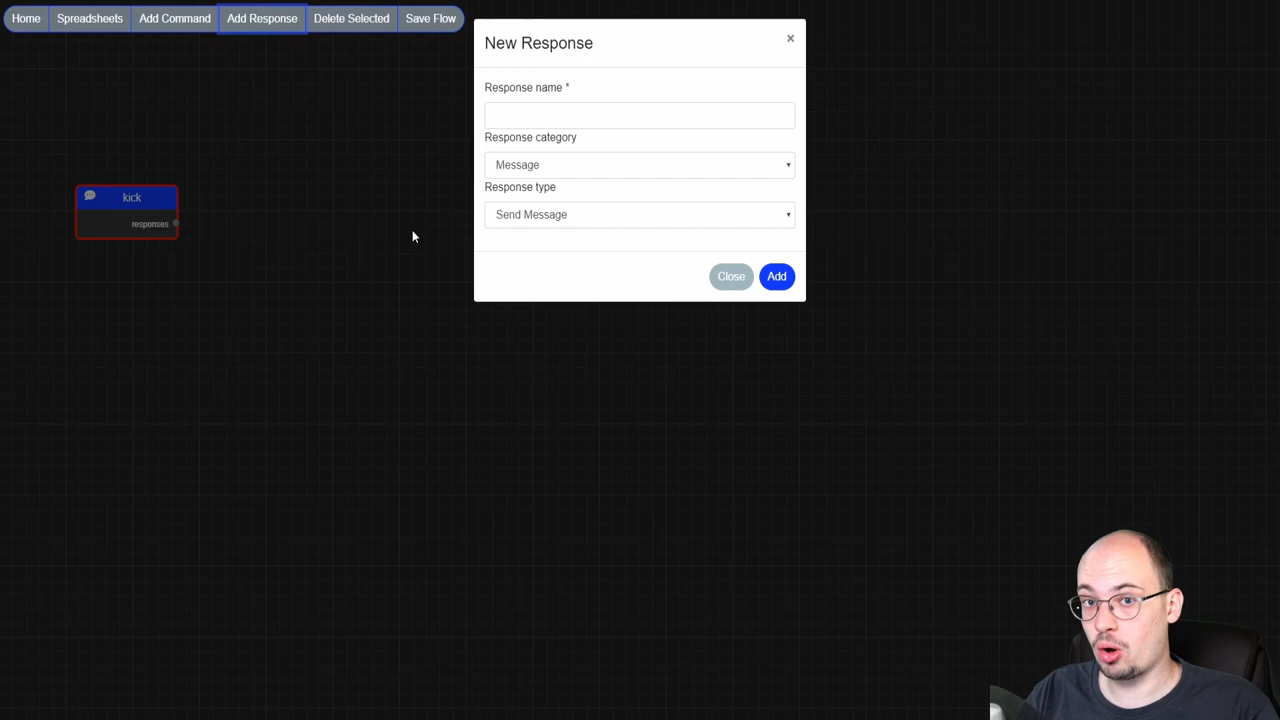 Home Spreadsheets Add Command Add Response Delete Selected Save Flow
New Response ×
Response name *
Response category
Message
Response type
Send Message
Close Add
kick
responses